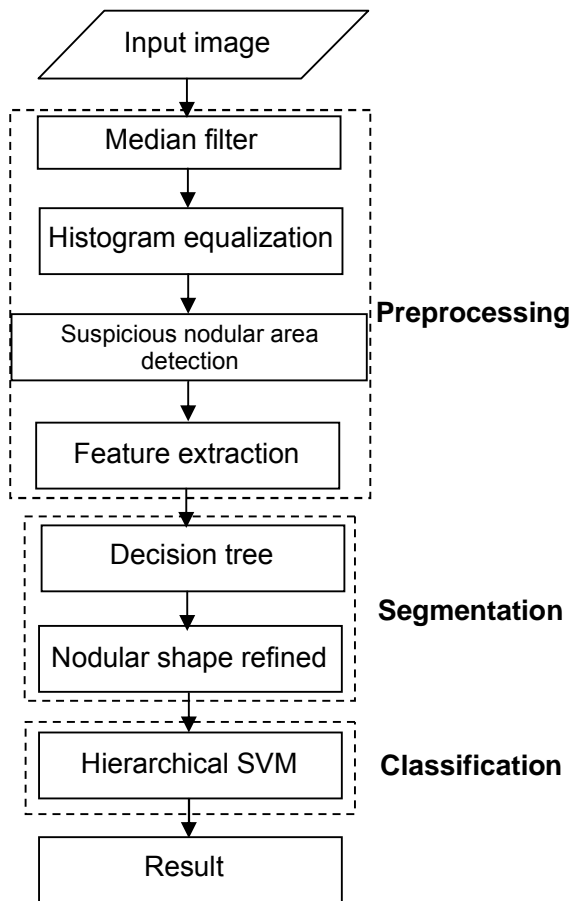 Input image
Median filter
Histogram equalization
Preprocessing
Suspicious nodular area
detection
Feature extraction
Decision tree
Segmentation
Nodular shape refined
Hierarchical SVM
Classification
Result